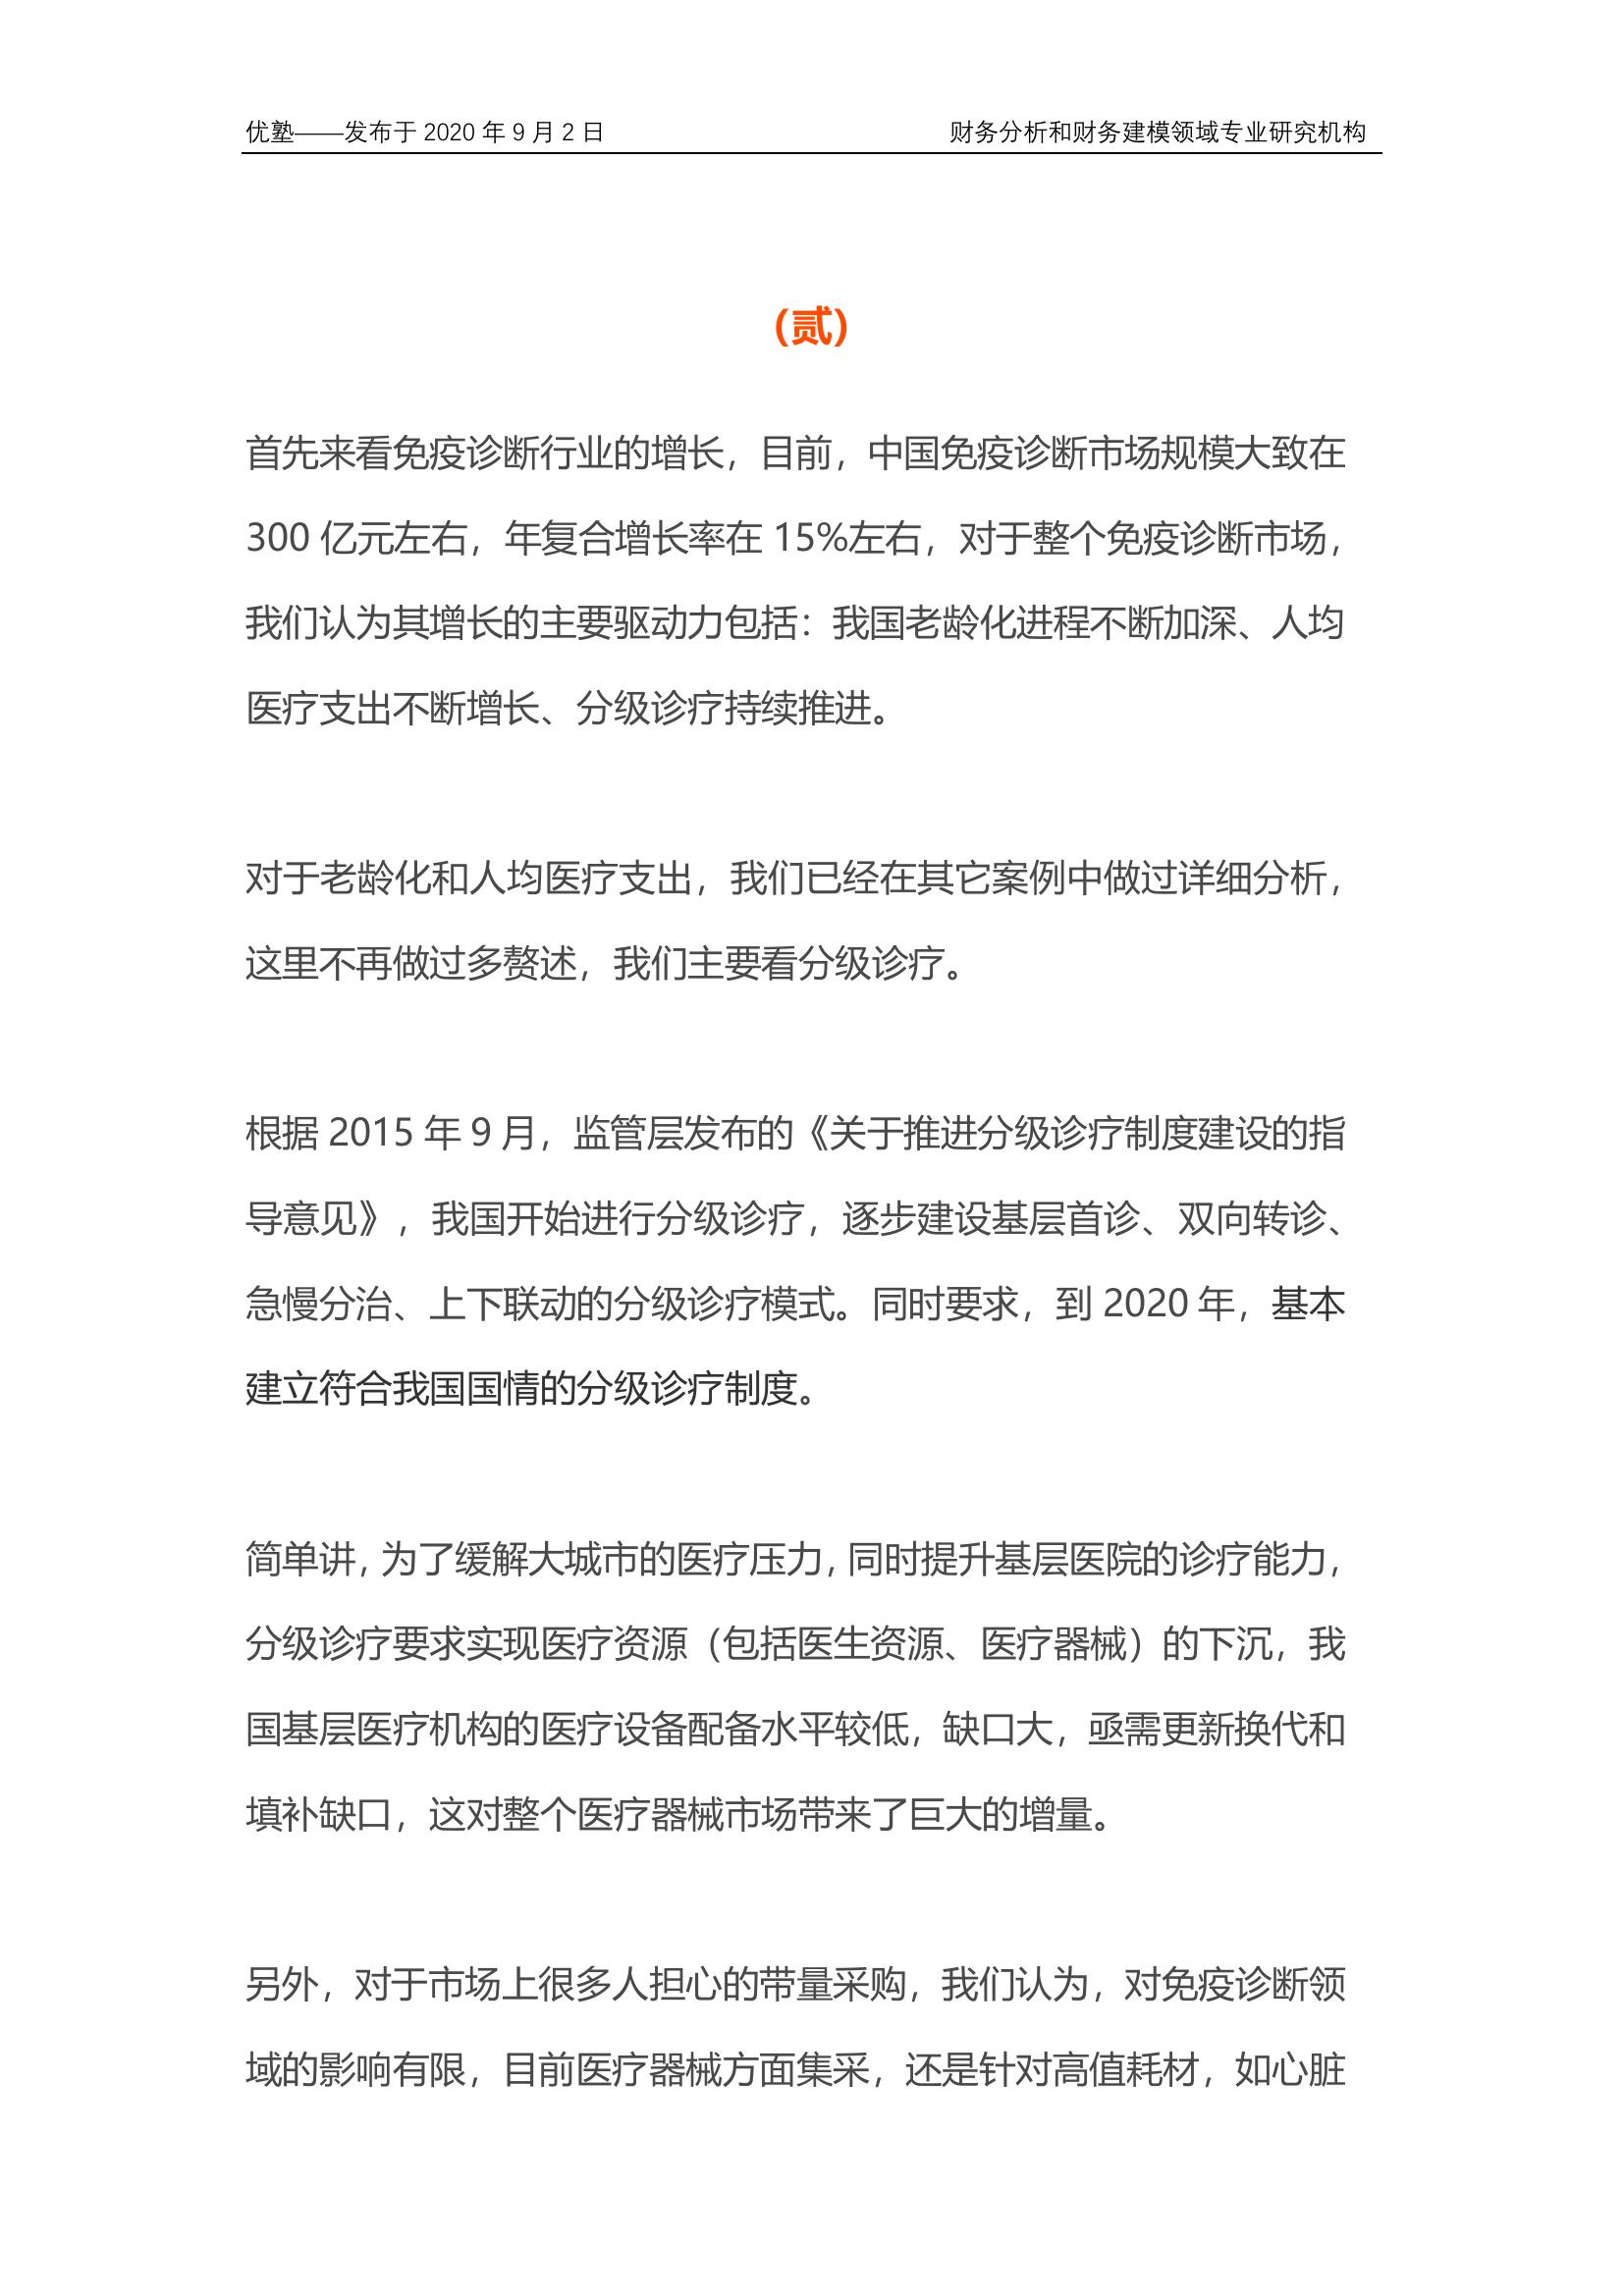 优塾——发布于 2020 年 9 月 2 日 财务分析和财务建模领域专业研究机构
（贰）
首先来看免疫诊断行业的增长，目前，中国免疫诊断市场规模大致在
300 亿元左右，年复合增长率在 15%左右，对于整个免疫诊断市场，
我们认为其增长的主要驱动力包括：我国老龄化进程不断加深、人均
医疗支出不断增长、分级诊疗持续推进。
对于老龄化和人均医疗支出，我们已经在其它案例中做过详细分析，
这里不再做过多赘述，我们主要看分级诊疗。
根据 2015 年 9 月，监管层发布的《关于推进分级诊疗制度建设的指
导意见》，我国开始进行分级诊疗，逐步建设基层首诊、双向转诊、
急慢分治、上下联动的分级诊疗模式。同时要求，到 2020 年，基本
建立符合我国国情的分级诊疗制度。
简单讲，为了缓解大城市的医疗压力，同时提升基层医院的诊疗能力，
分级诊疗要求实现医疗资源（包括医生资源、医疗器械）的下沉，我
国基层医疗机构的医疗设备配备水平较低，缺口大，亟需更新换代和
填补缺口，这对整个医疗器械市场带来了巨大的增量。
另外，对于市场上很多人担心的带量采购，我们认为，对免疫诊断领
域的影响有限，目前医疗器械方面集采，还是针对高值耗材，如心脏